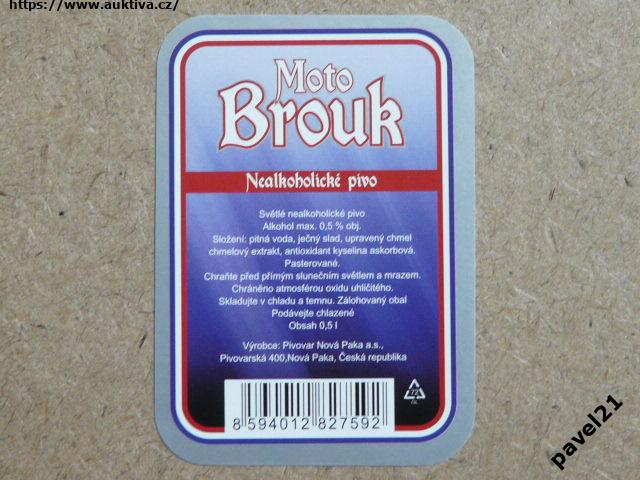 https://www.auktiva.cz/
Moto
Brouk
Nealkoholické pivo
Světlé nealkoholické pivo
Alkohol max. 0,5 % obj.
Složení: pitná voda, ječný slad, upravený chmel
chmelový extrakt, antioxidant kyselina askorbová.
Pasterované.
Chraňte před přímým slunečním světlem a mrazem.
Chráněno atmosférou oxidu uhličitého.
Skladujte v chladu a temnu. Zálohovaný obal
Podávejte chlazené
Obsah 0,5 l
Výrobce: Pivovar Nová Paka a.s.,
Pivovarská 400,Nová Paka, Česká republika
8 594012 827592
72
pavel21